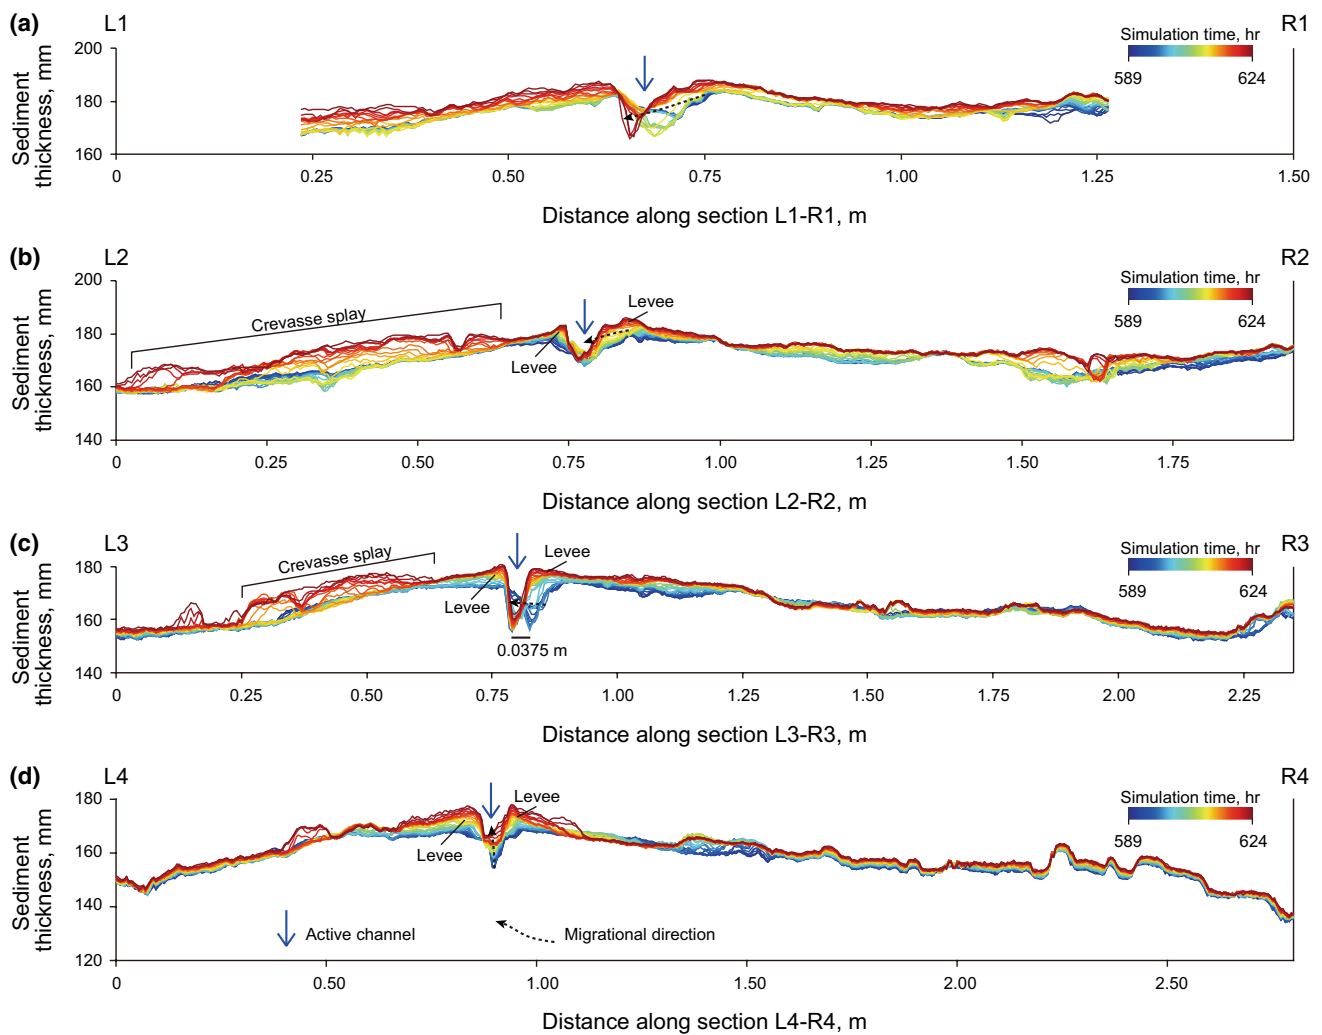 (a) L1 R1
Simulation time, hr
589 624
Sediment
thickness, mm
200
180
160
0 0.25 0.50 0.75 1.00 1.25 1.50
Distance along section L1-R1, m
(b) L2 R2
Simulation time, hr
589 624
Sediment
thickness, mm
200
180
160
140
Crevasse splay
Levee
Levee
0 0.25 0.50 0.75 1.00 1.25 1.50 1.75
Distance along section L2-R2, m
(c) L3 R3
Simulation time, hr
589 624
Sediment
thickness, mm
180
160
140
Crevasse splay
Levee
Levee
0.0375 m
0 0.25 0.50 0.75 1.00 1.25 1.50 1.75 2.00 2.25
Distance along section L3-R3, m
(d) L4 R4
Simulation time, hr
589 624
Sediment
thickness, mm
180
160
140
120
Levee
Levee
Active channel
Migrational direction
0 0.50 1.00 1.50 2.00 2.50
Distance along section L4-R4, m